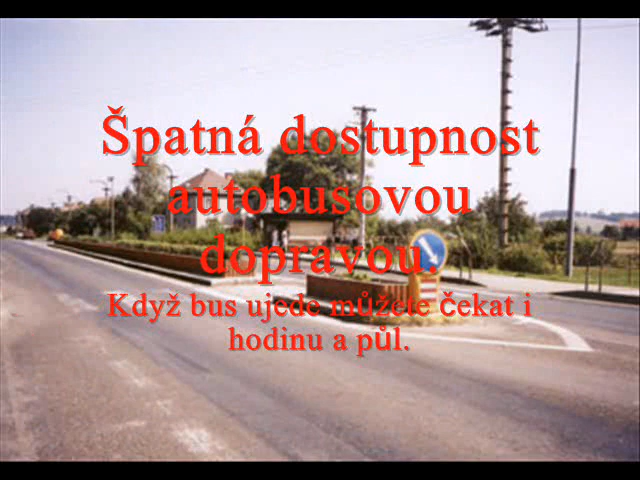 Špatná dostupnost
autobusovou
dopravou.
Když bus ujede můžete čekat i
hodinu a půl.